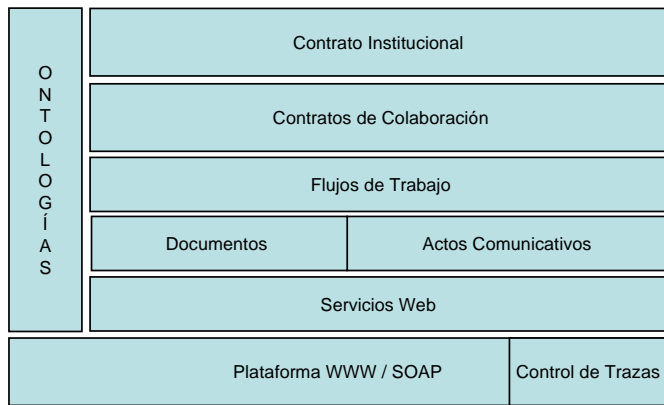 ONTOLOGÍAS
Contrato Institucional
Contratos de Colaboración
Flujos de Trabajo
Documentos
Actos Comunicativos
Servicios Web
Plataforma WWW / SOAP
Control de Trazas